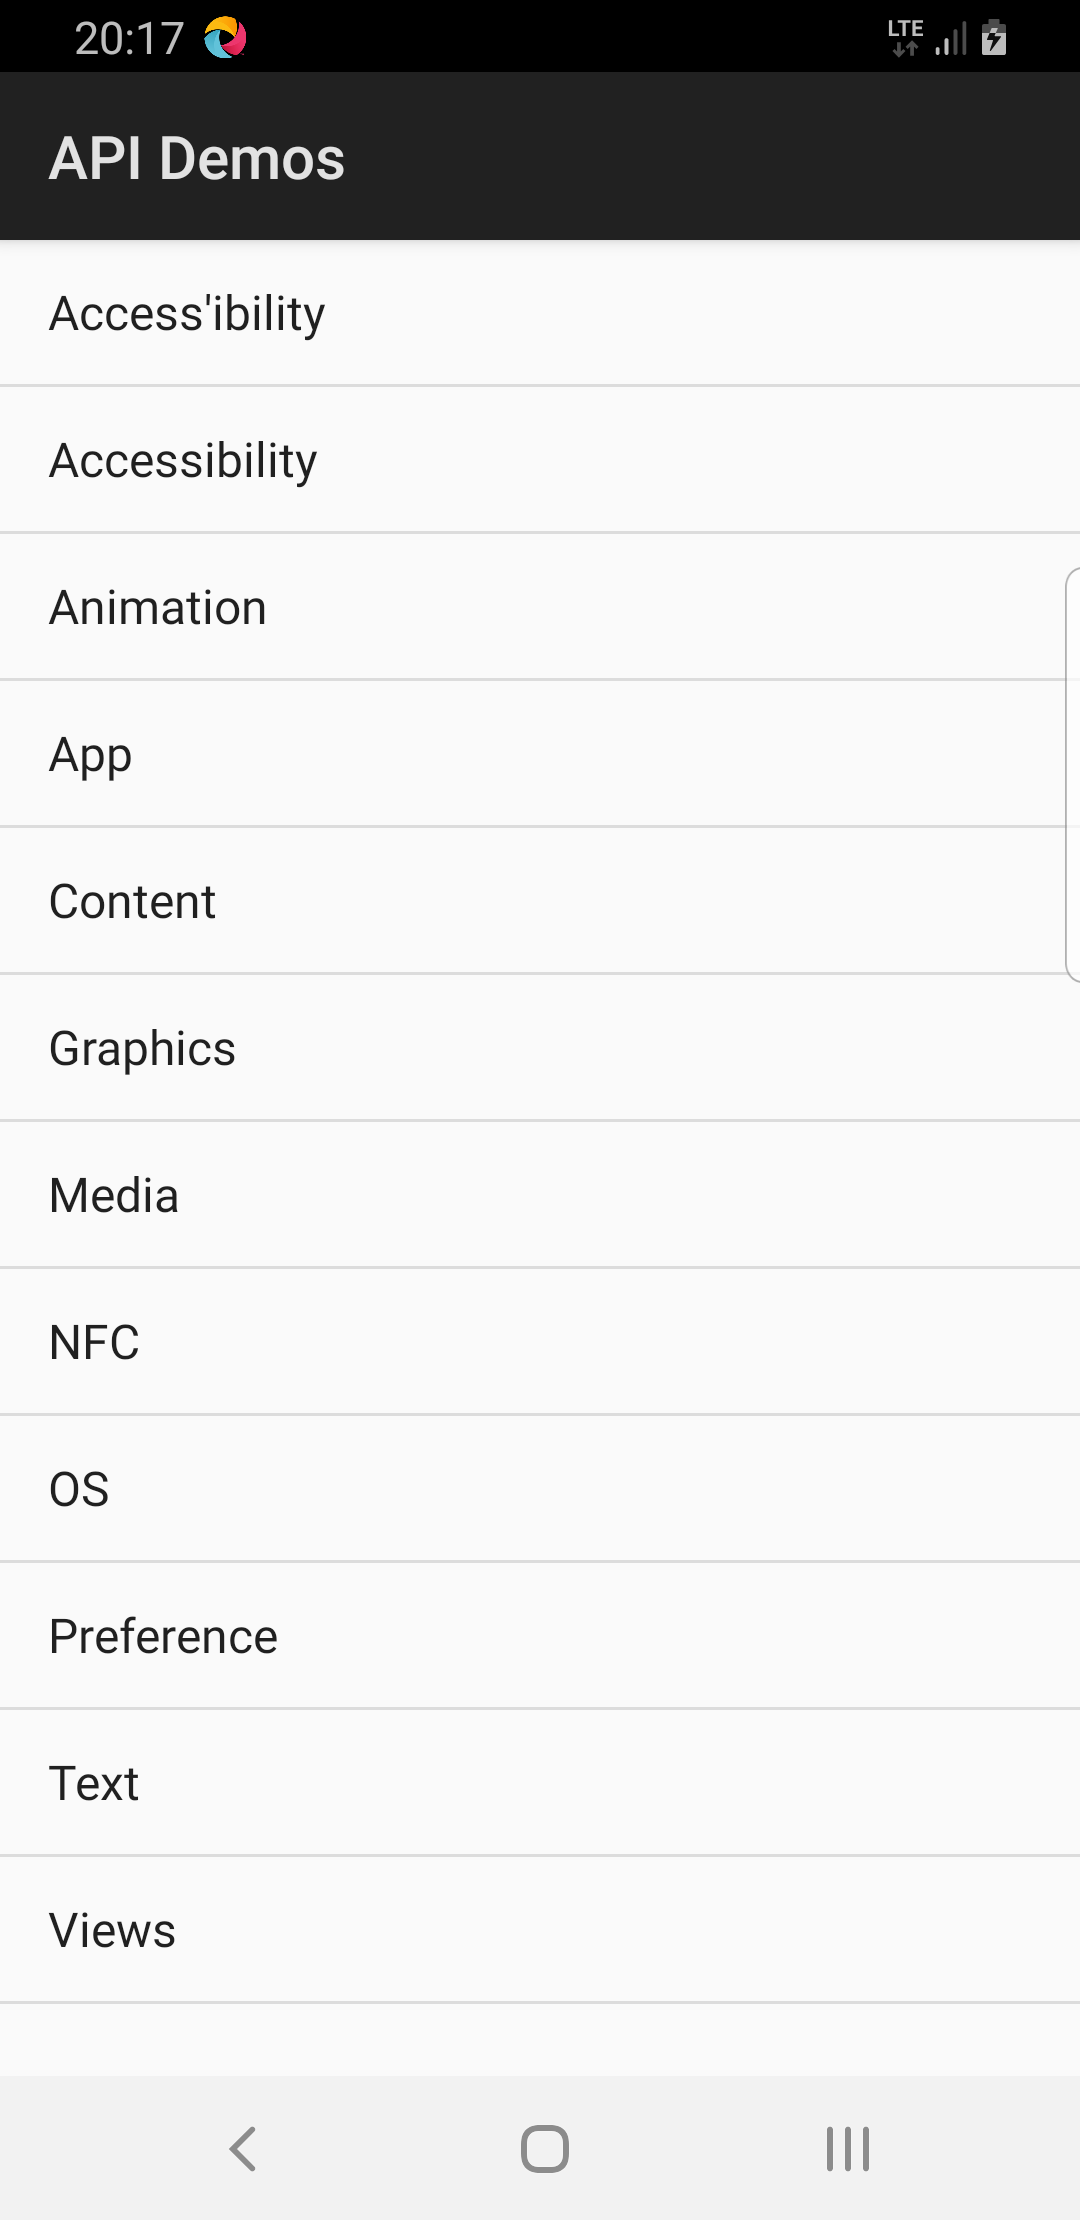 20:17
LTE
API Demos
Access'ibility
Accessibility
Animation
App
Content
Graphics
Media
NFC
OS
Preference
Text
Views